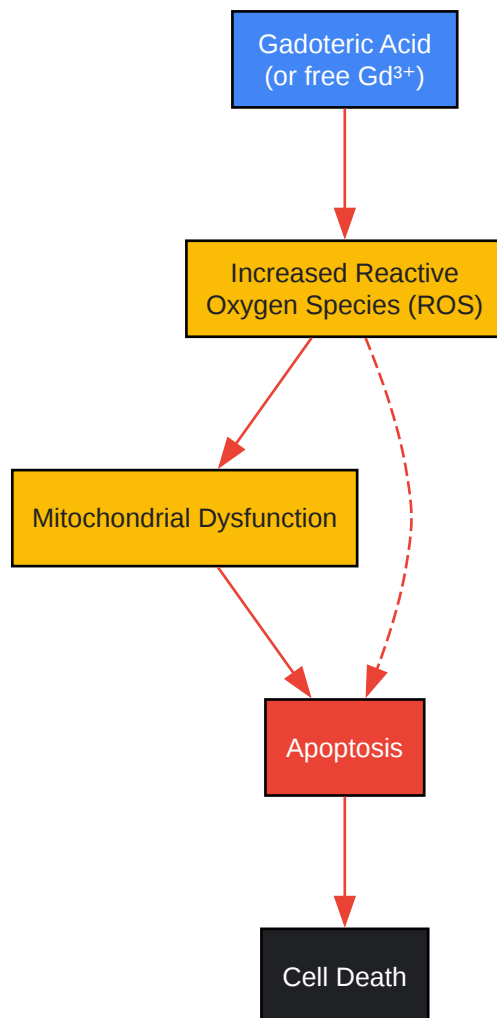 Gadoteric Acid
(or free Gd³⁺)
Increased Reactive
Oxygen Species (ROS)
Mitochondrial Dysfunction
Apoptosis
Cell Death